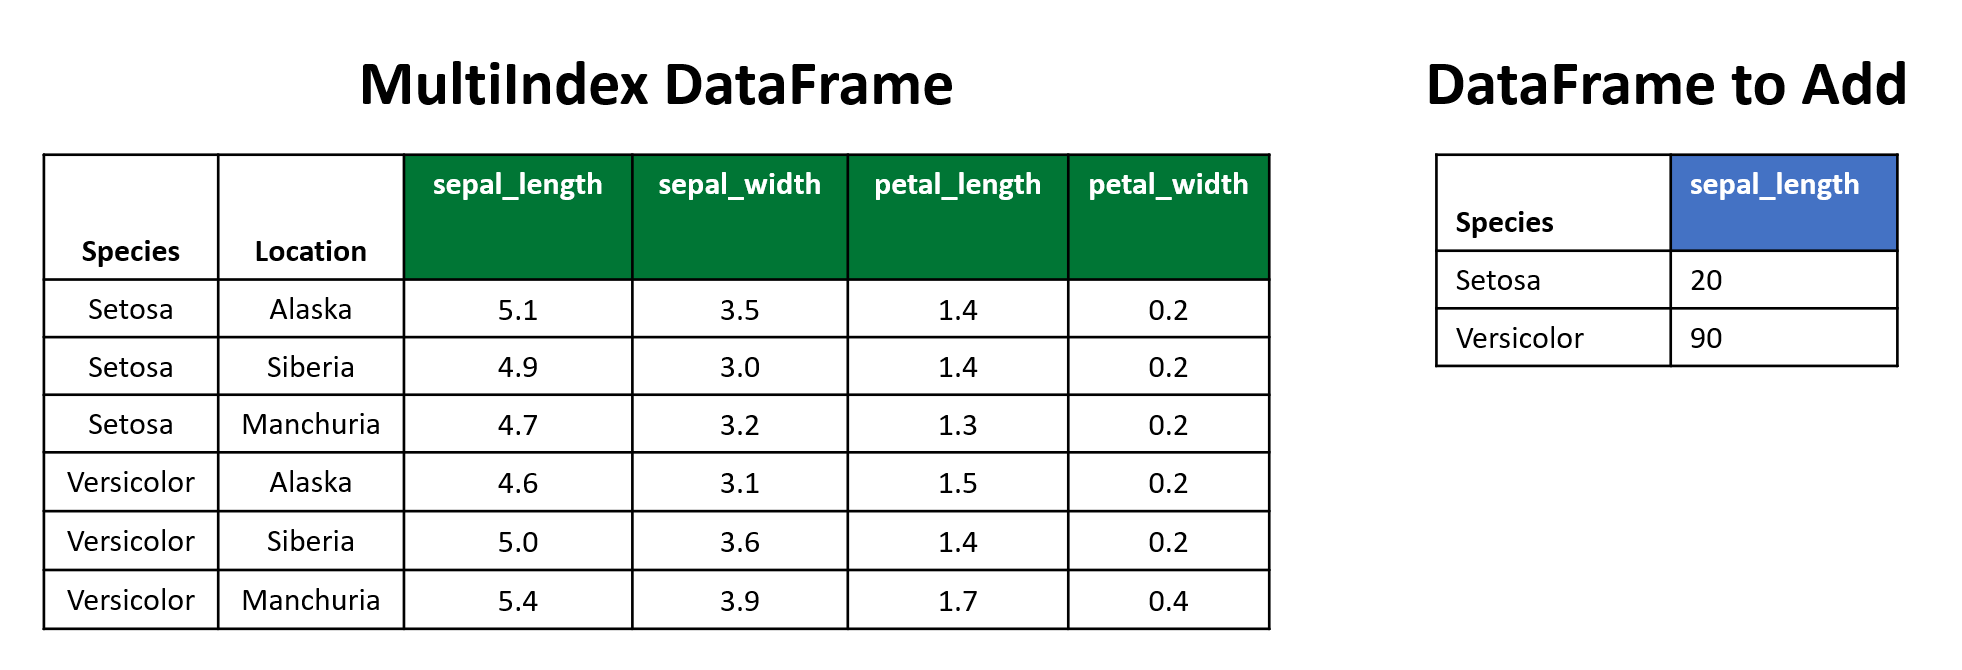 MultiIndex DataFrame
Species Location sepal_length sepal_width petal_length petal_width
Setosa Alaska 5.1 3.5 1.4 0.2
Setosa Siberia 4.9 3.0 1.4 0.2
Setosa Manchuria 4.7 3.2 1.3 0.2
Versicolor Alaska 4.6 3.1 1.5 0.2
Versicolor Siberia 5.0 3.6 1.4 0.2
Versicolor Manchuria 5.4 3.9 1.7 0.4
DataFrame to Add
Species sepal_length
Setosa 20
Versicolor 90